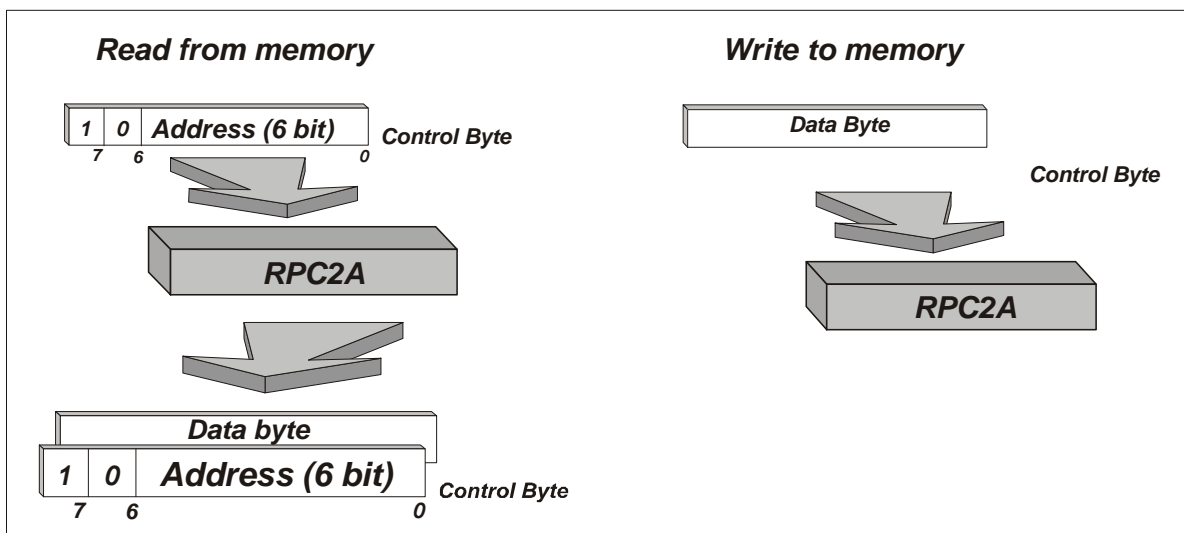 Read from memory
1 0 Address (6 bit) Control Byte
7 6 0
RPC2A
Data byte
1 0 Address (6 bit) Control Byte
7 6 0
Write to memory
Data Byte
Control Byte
RPC2A